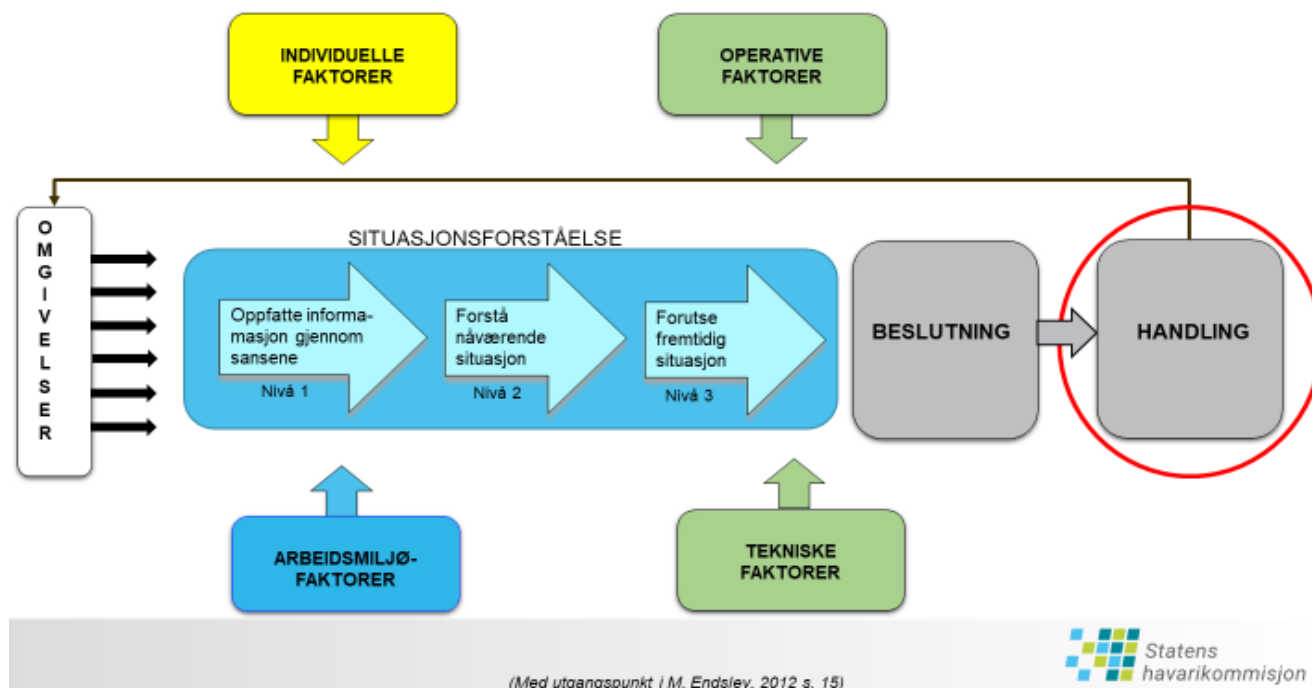 INDIVIDUELLE
FAKTORER
OPERATIVE
FAKTORER
OMGIVELSER
SITUASJONSFORSTÅELSE
Oppfatte informa-
masjon gjennom
sansene
Nivå 1
Forstå
nåværende
situasjon
Nivå 2
Forutse
fremtidig
situasjon
Nivå 3
BESLUTNING
HANDLING
ARBEIDSMILJØ-
FAKTORER
TEKNISKE
FAKTORER
(Med utgangspunkt i M. Endsley, 2012 s. 15)
Statens
havarikommisjon